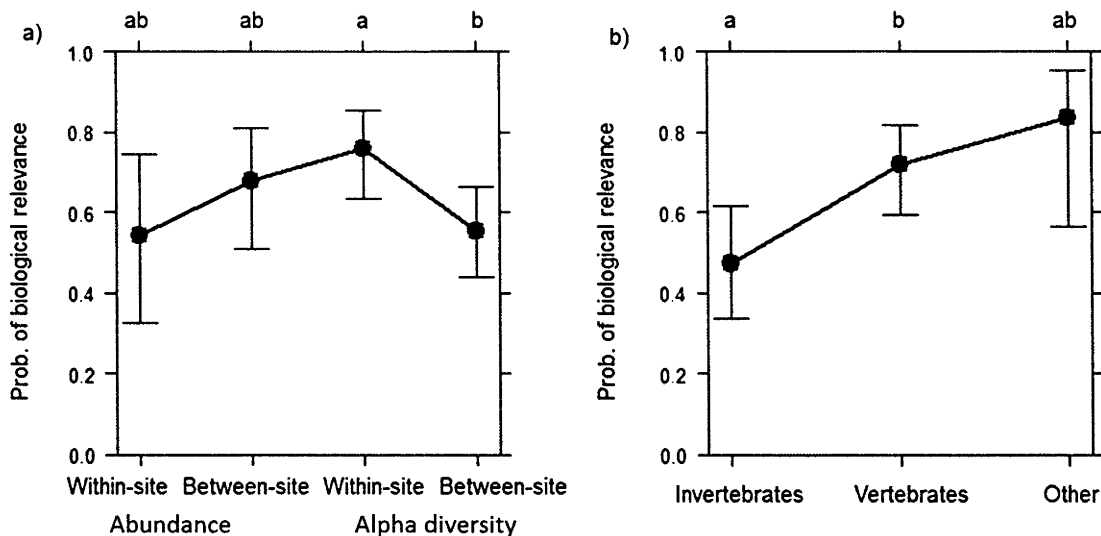 a)
ab ab a b
Prob. of biological relevance
1.0
0.8
0.6
0.4
0.2
0.0
Within-site Between-site Within-site Between-site
Abundance Alpha diversity
b)
a b ab
Prob. of biological relevance
1.0
0.8
0.6
0.4
0.2
0.0
Invertebrates Vertebrates Other